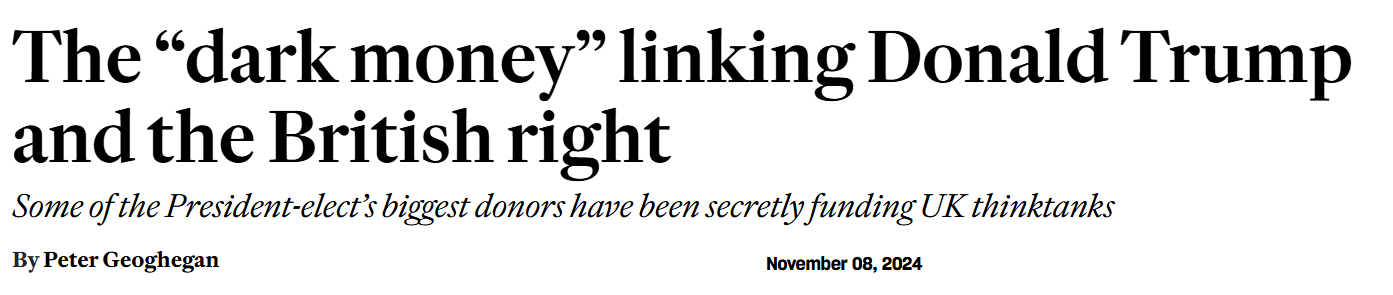 The “dark money” linking Donald Trump
and the British right
Some of the President-elect’s biggest donors have been secretly funding UK thinktanks
By Peter Geoghegan
November 08, 2024